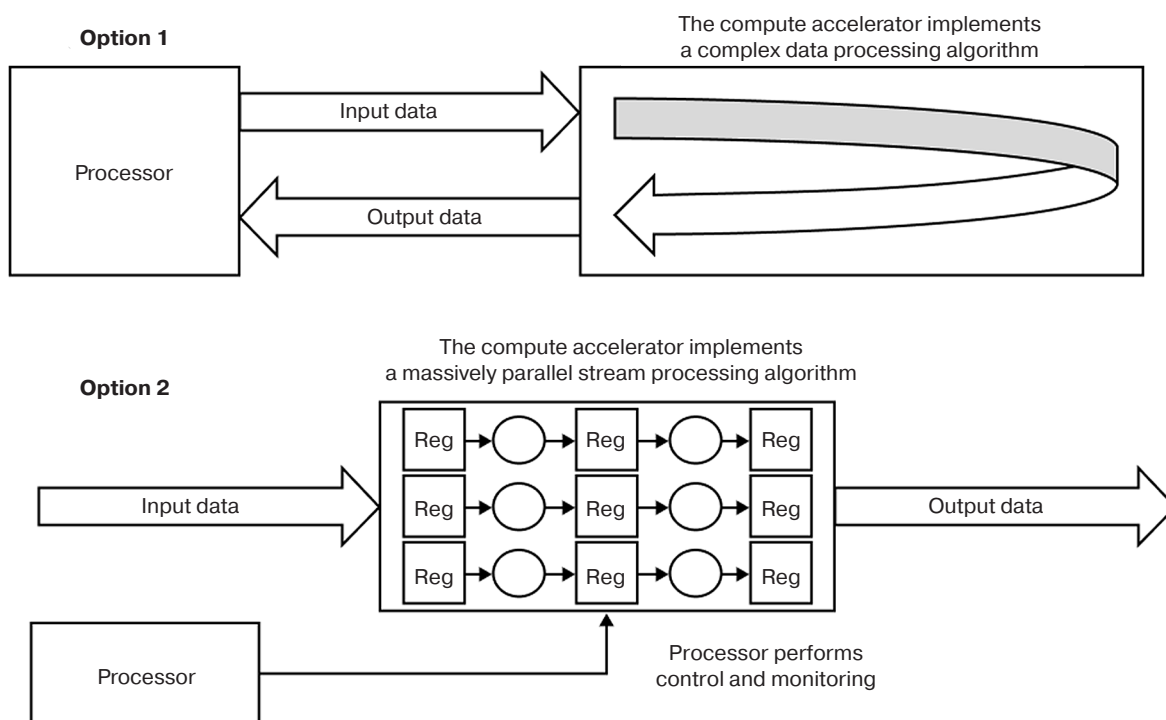 Option 1
The compute accelerator implements
a complex data processing algorithm
Processor
Input data
Output data
Option 2
The compute accelerator implements
a massively parallel stream processing algorithm
Input data
Reg Reg Reg
Reg Reg Reg
Reg Reg Reg
Output data
Processor
Processor performs
control and monitoring